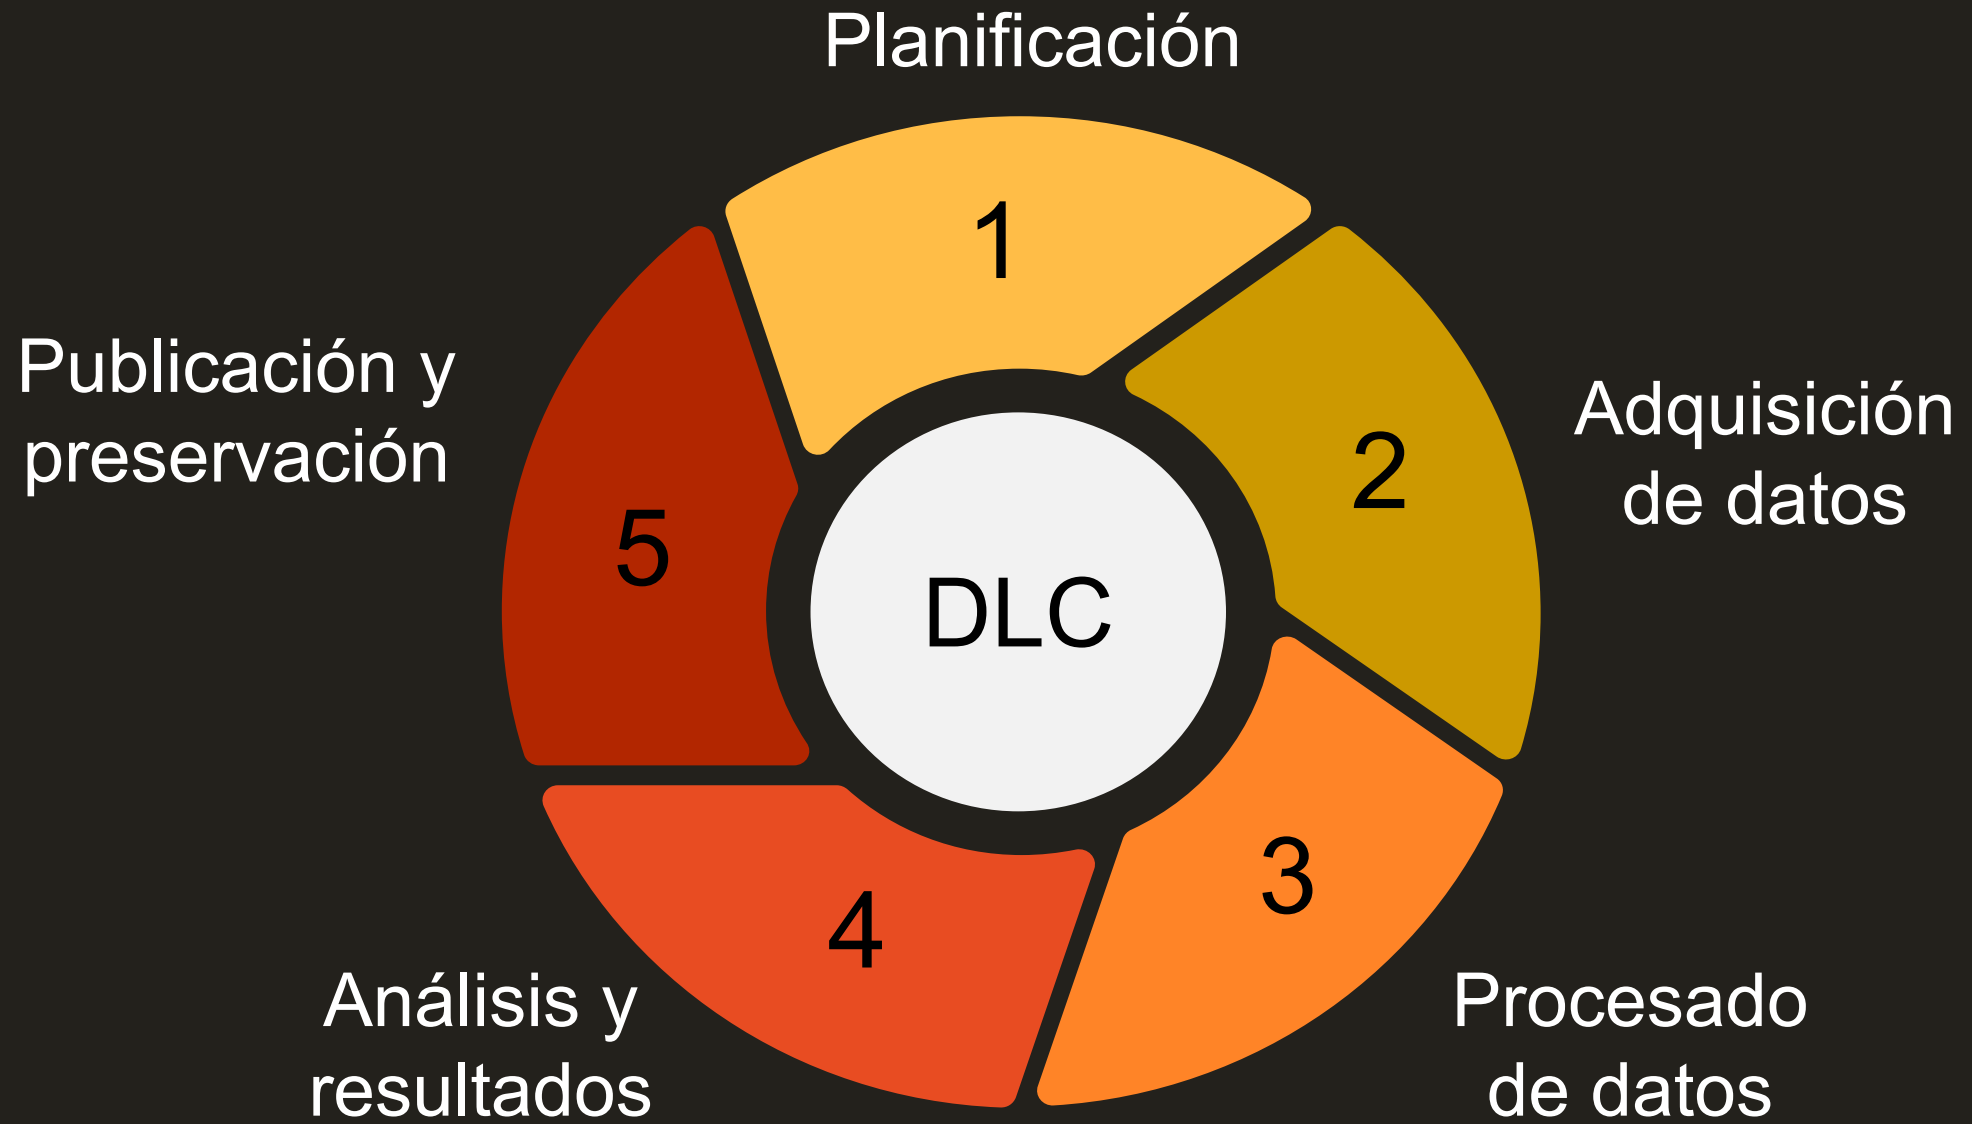 Planificación
1
2
Adquisición
de datos
3
Procesado
de datos
4
Análisis y
resultados
5
Publicación y
preservación
DLC